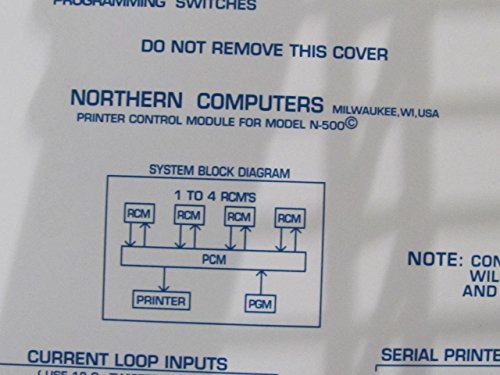 PROGRAMMING SWITCHES
DO NOT REMOVE THIS COVER
NORTHERN COMPUTERS MILWAUKEE,WI,USA
PRINTER CONTROL MODULE FOR MODEL N-500©
SYSTEM BLOCK DIAGRAM
1 TO 4 RCM'S
RCM RCM RCM RCM
PCM
PRINTER PGM
NOTE: CON
WIL
AND
CURRENT LOOP INPUTS
SERIAL PRINTE